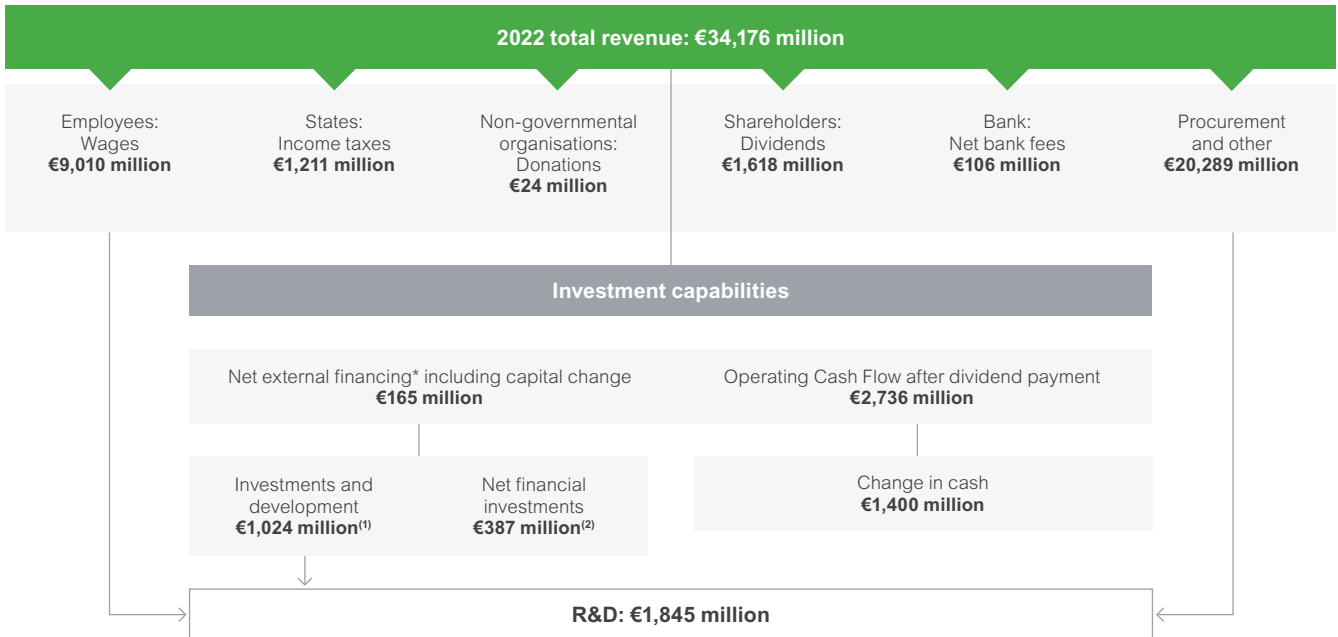 2022 total revenue: €34,176 million
Employees:
Wages
€9,010 million
States:
Income taxes
€1,211 million
Non-governmental
organisations:
Donations
€24 million
Shareholders:
Dividends
€1,618 million
Bank:
Net bank fees
€106 million
Procurement
and other
€20,289 million
Investment capabilities
Net external financing* including capital change
€165 million
Operating Cash Flow after dividend payment
€2,736 million
Investments and
development
€1,024 million(1)
Net financial
investments
€387 million(2)
Change in cash
€1,400 million
R&D: €1,845 million